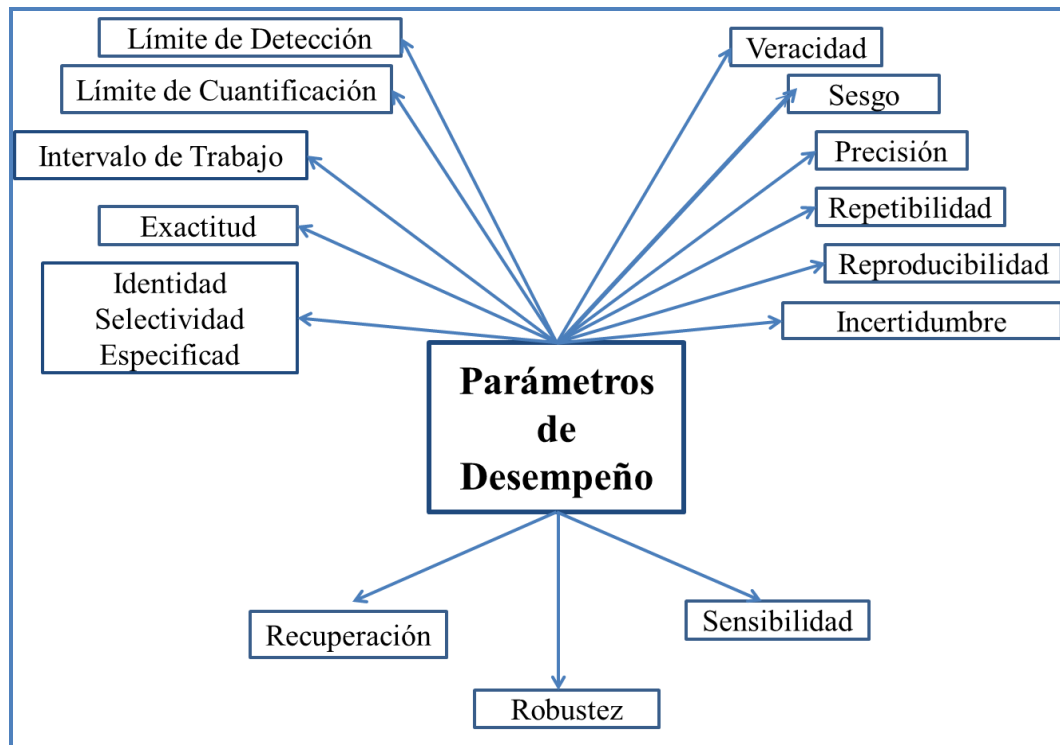 Límite de Detección
Límite de Cuantificación
Intervalo de Trabajo
Exactitud
Identidad
Selectividad
Especificad
Veracidad
Sesgo
Precisión
Repetibilidad
Reproducibilidad
Incertidumbre
Parámetros
de
Desempeño
Recuperación
Robustez
Sensibilidad